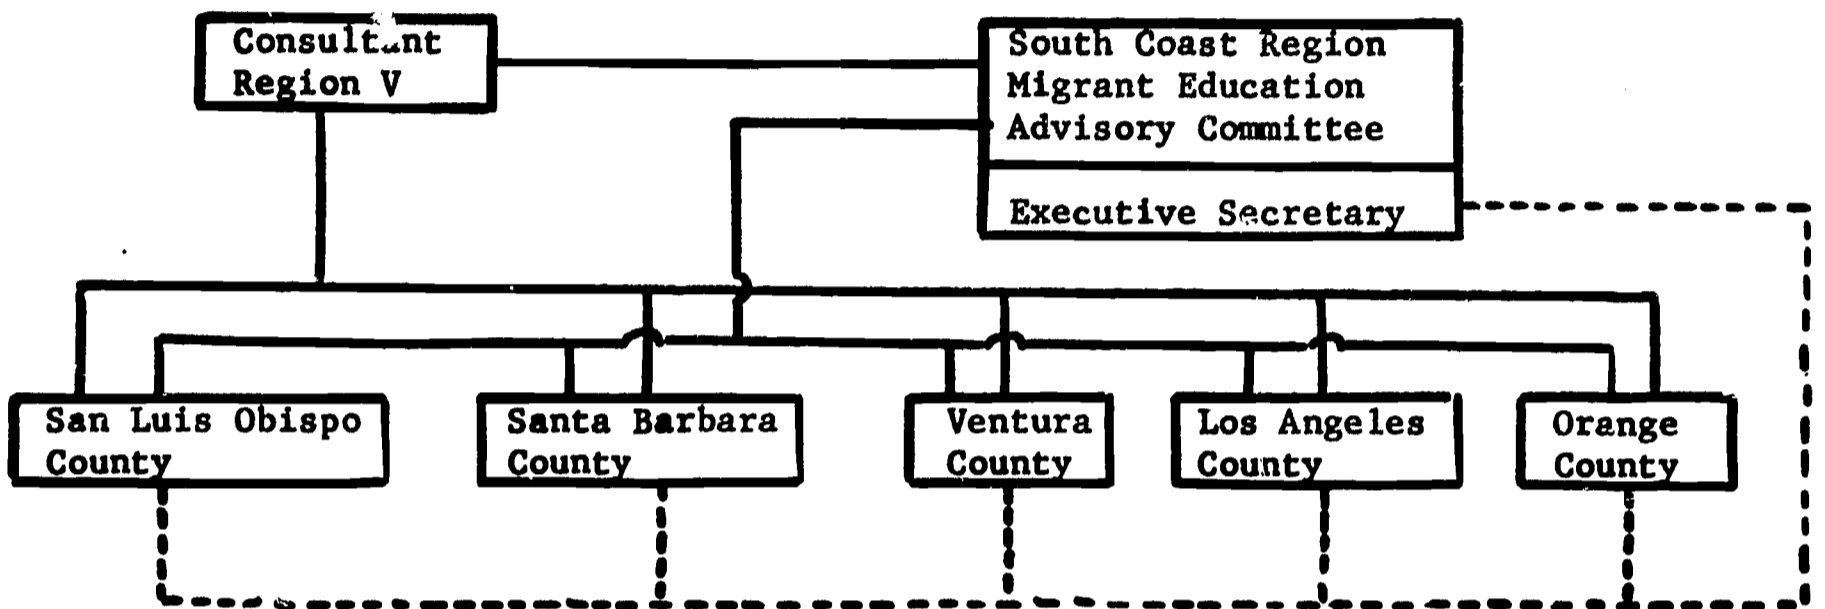 Consultant
Region V
South Coast Region
Migrant Education
Advisory Committee
Executive Secretary
San Luis Obispo
County
Santa Barbara
County
Ventura
County
Los Angeles
County
Orange
County